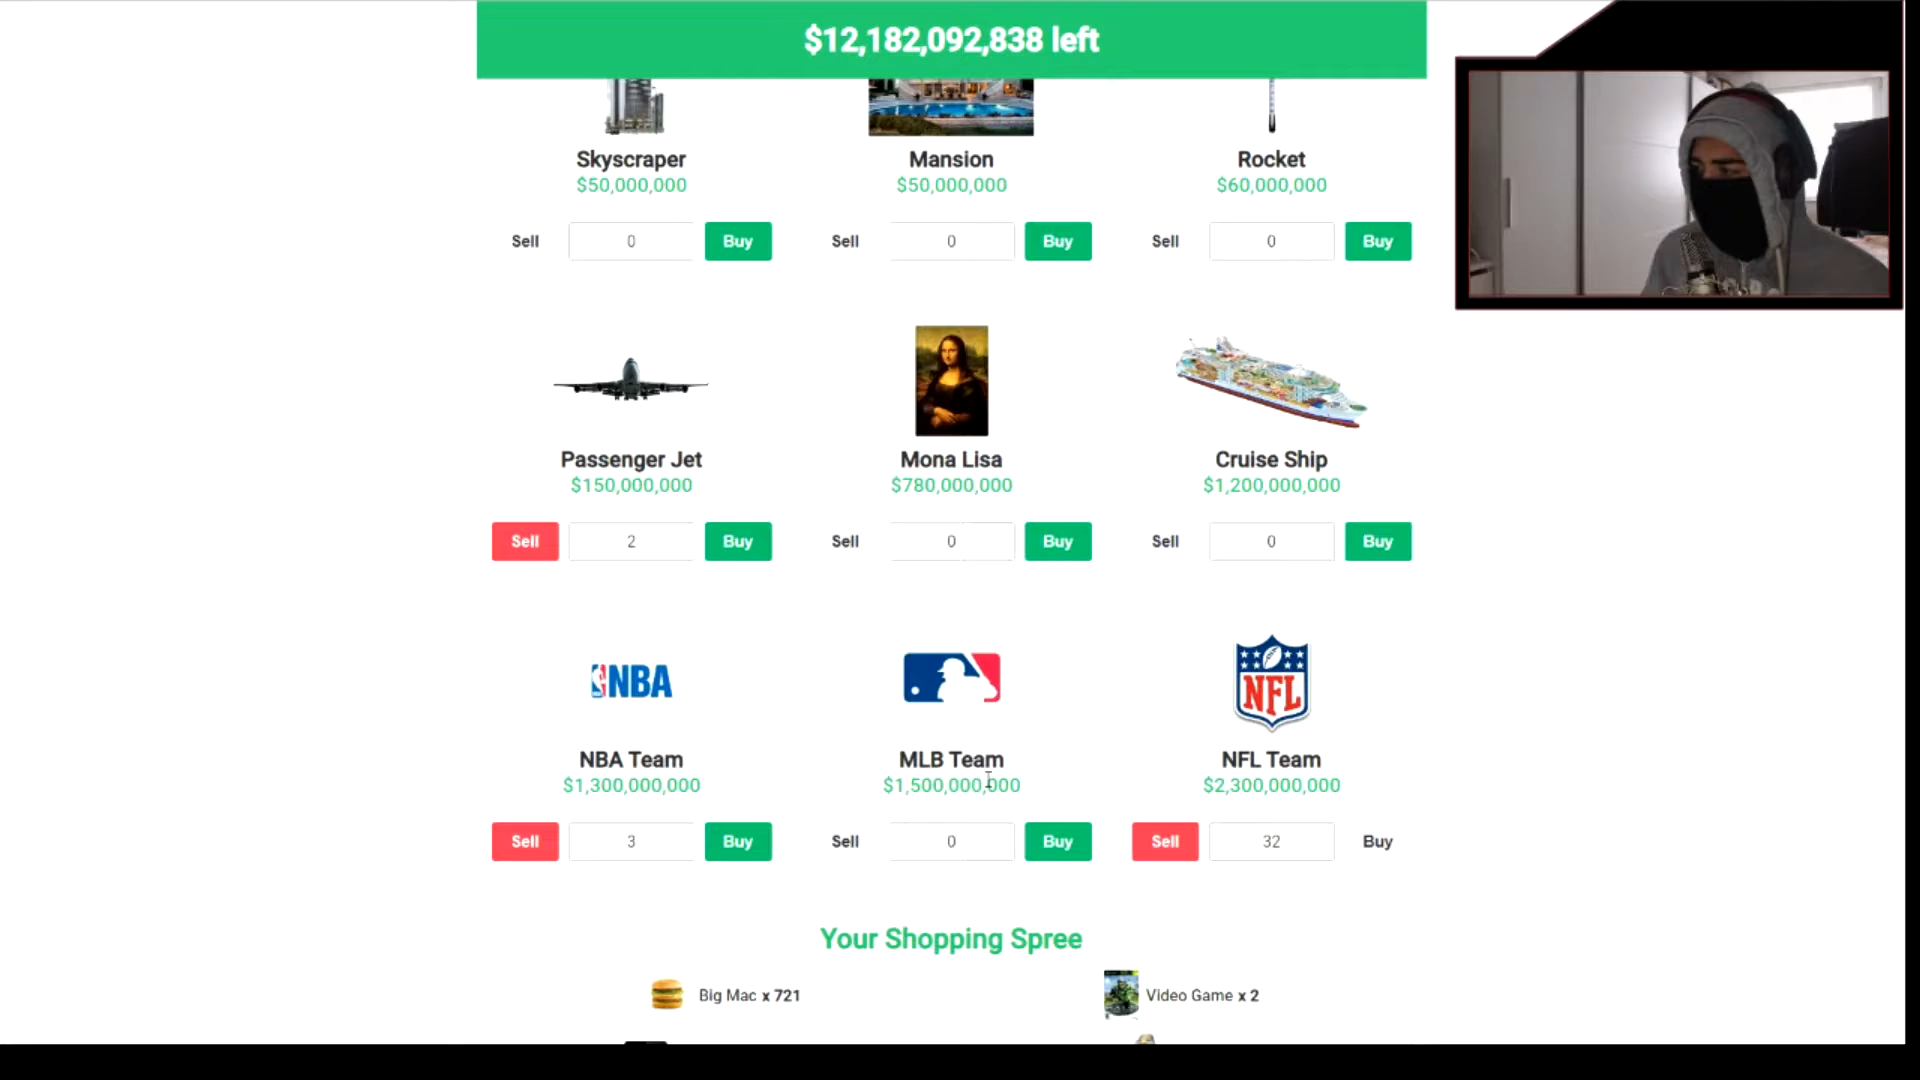 $12,182,092,838 left
Skyscraper
$50,000,000
Sell 0 Buy
Mansion
$50,000,000
Sell 0 Buy
Rocket
$60,000,000
Sell 0 Buy
Passenger Jet
$150,000,000
Sell 2 Buy
Mona Lisa
$780,000,000
Sell 0 Buy
Cruise Ship
$1,200,000,000
Sell 0 Buy
NBA
NBA Team
$1,300,000,000
Sell 3 Buy
MLB Team
$1,500,000,000
Sell 0 Buy
NFL
NFL Team
$2,300,000,000
Sell 32 Buy
Your Shopping Spree
Big Mac x 721
Video Game x 2